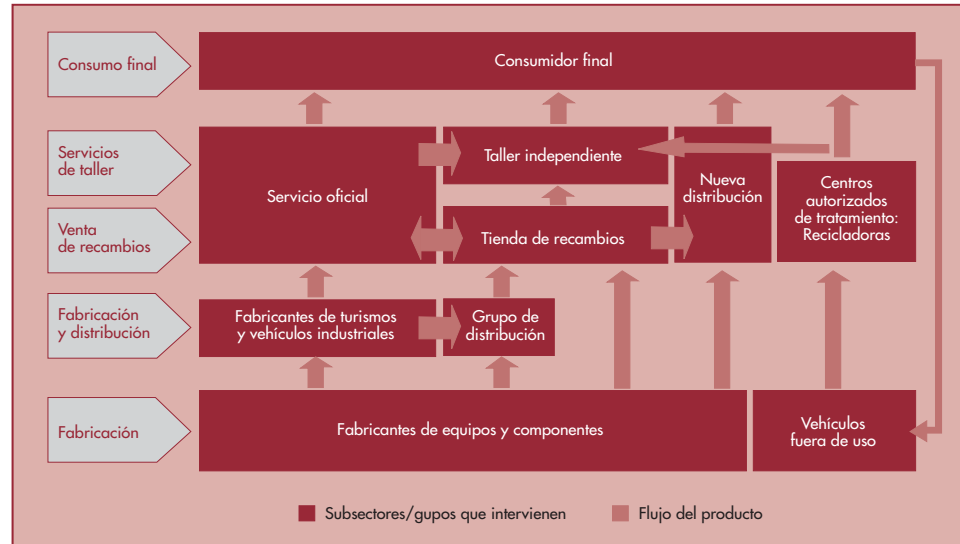 Consumo final
Consumidor final
Servicios
de taller
Servicio oficial
Taller independiente
Nueva
distribución
Centros
autorizados
de tratamiento:
Recicladoras
Venta
de recambios
Tienda de recambios
Fabricación
y distribución
Fabricantes de turismos
y vehículos industriales
Grupo de
distribución
Fabricación
Fabricantes de equipos y componentes
Vehículos
fuera de uso
Subsectores/gupos que intervienen
Flujo del producto